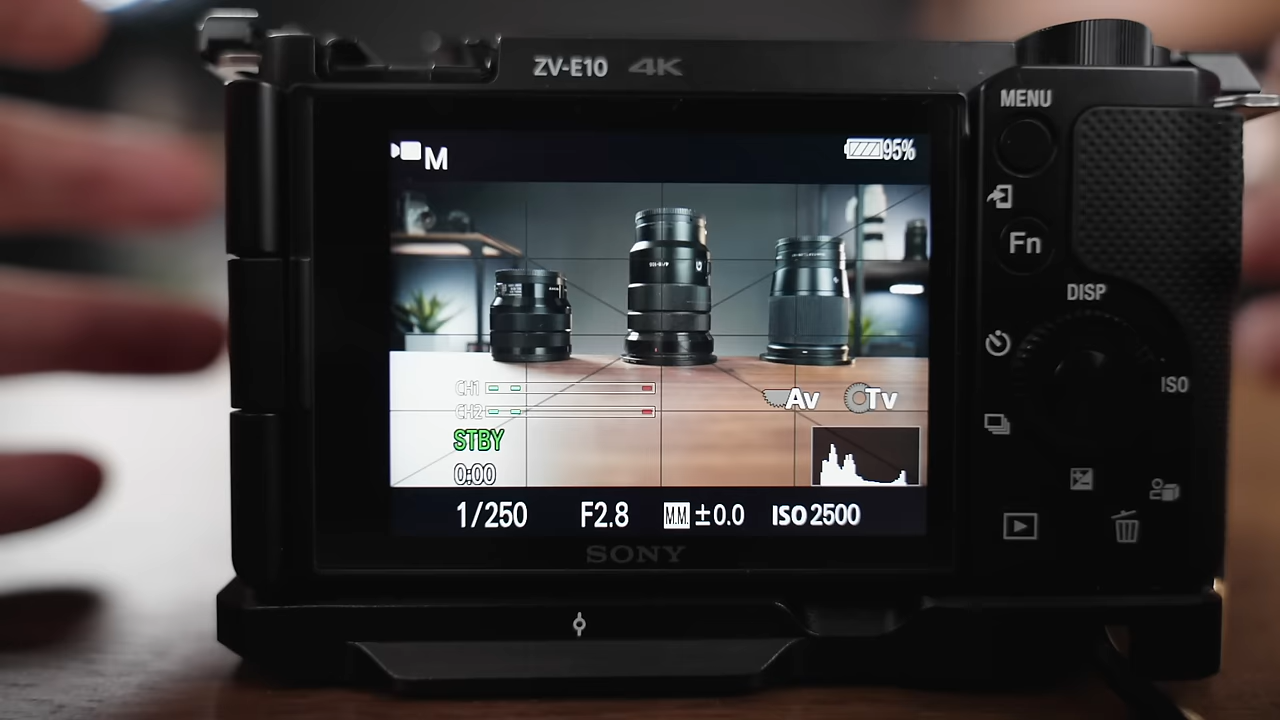 ZV-E10 4K
MENU
M
95%
Fn
DISP
CH1
CH2
Av Tv
ISO
STBY
0:00
1/250 F2.8 M.M. ±0.0 ISO 2500
SONY